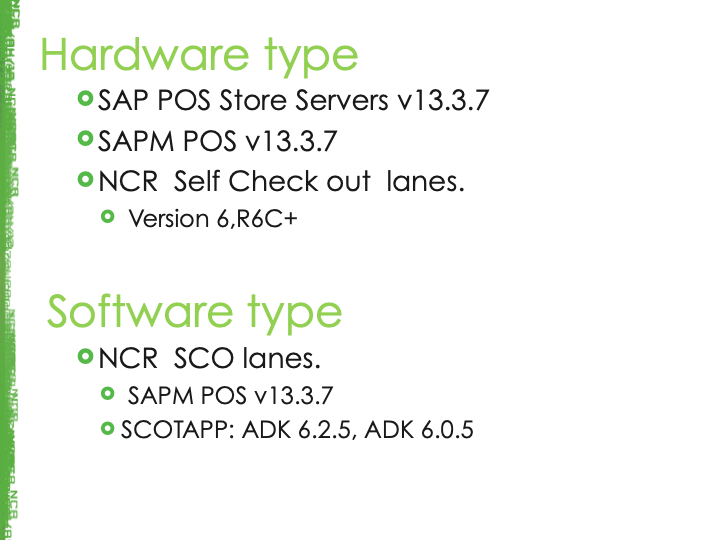 Hardware type
SAP POS Store Servers v13.3.7
SAPM POS v13.3.7
NCR  Self Check out  lanes.
Version 6,R6C+
Software type
NCR  SCO lanes.
SAPM POS v13.3.7
SCOTAPP: ADK 6.2.5, ADK 6.0.5